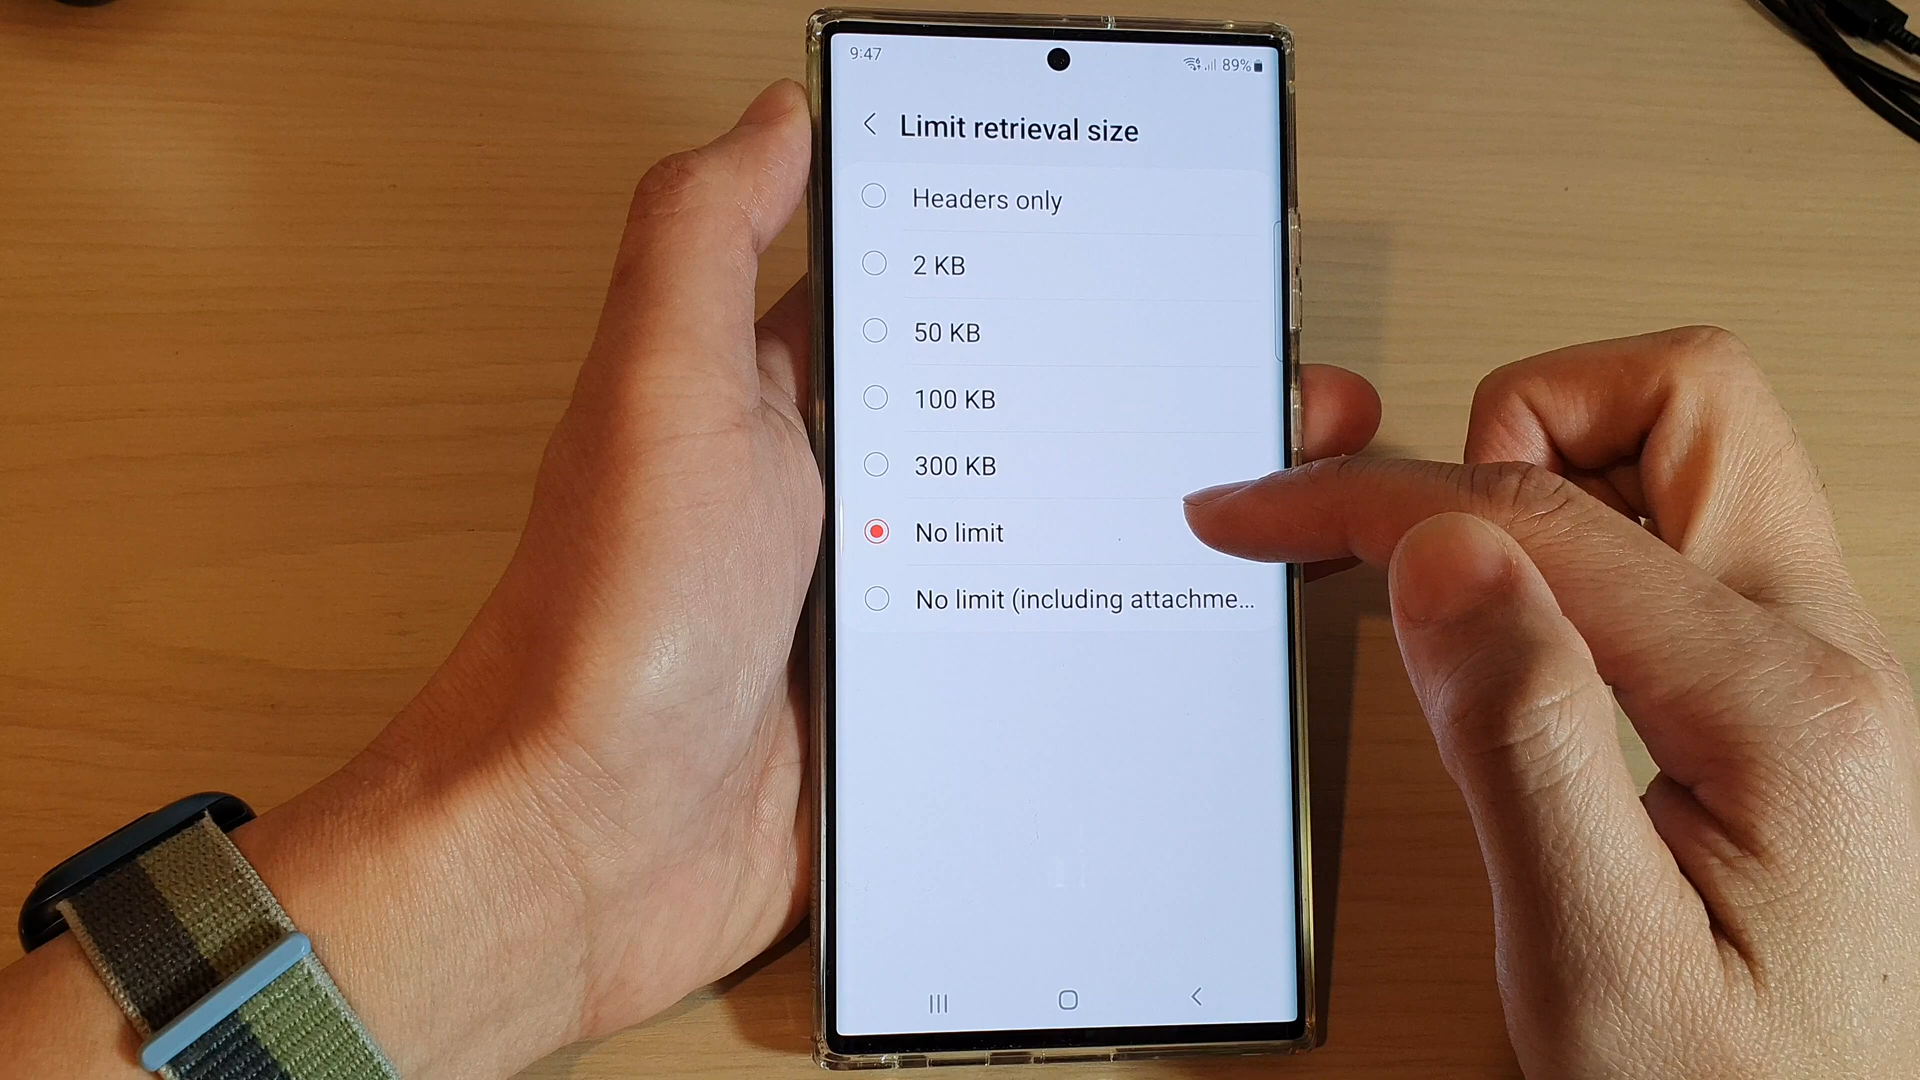 9:47
89%
Limit retrieval size
Headers only
2 KB
50 KB
100 KB
300 KB
No limit
No limit (including attachme...